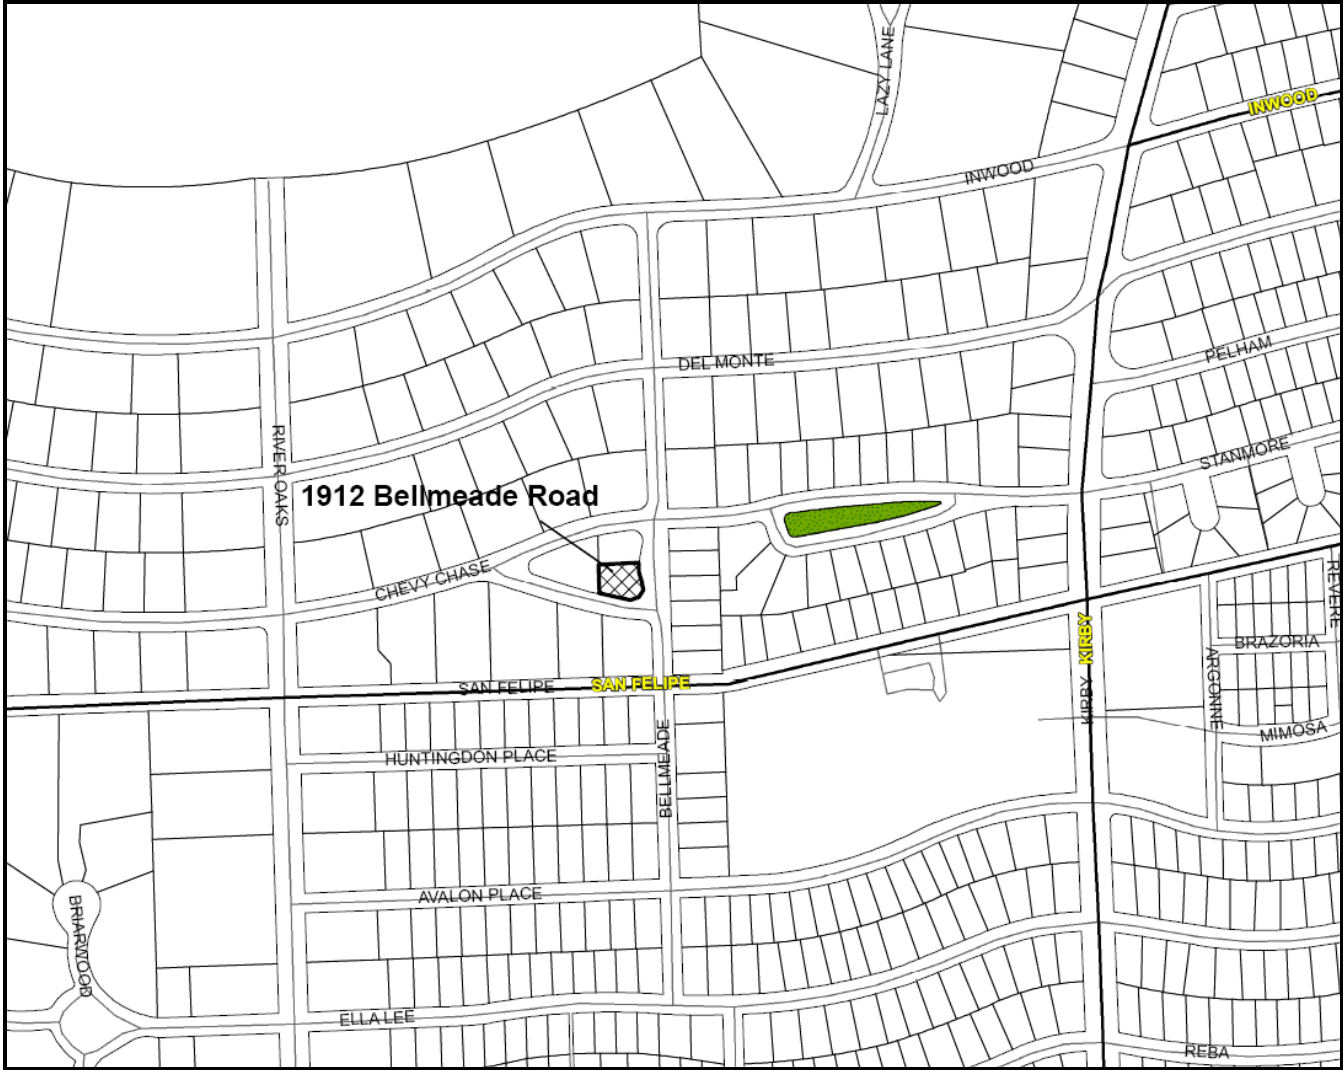 LAZY LANE
INWOOD
INWOOD
DEL MONTE
PELHAM
RIVER OAKS
STANMORE
1912 Bellmeade Road
CHEVY CHASE
REVERE
KIRBY
BRAZORIA
ARGONNE
SAN FELIPE
SAN FELIPE
KIRBY
BELLMEADE
MIMOSA
HUNTINGDON PLACE
AVALON PLACE
BRIARWOOD
ELLA LEE
REBA